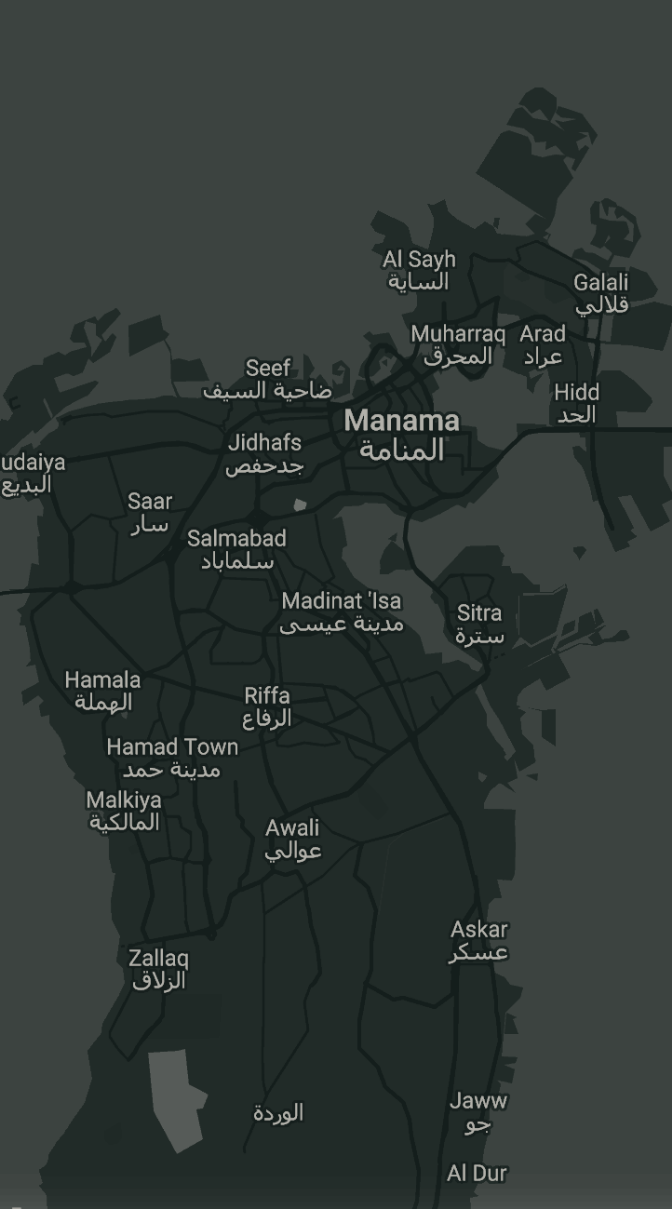 Al Sayh
الساية
Galali
قلالي
Muharraq
المحرق
Arad
عراد
Seef
ضاحية السيف
Hidd
الحد
Manama
المنامة
Jidhafs
جدحفص
udaiya
البديع
Saar
سار
Salmabad
سلماباد
Madinat 'Isa
مدينة عيسى
Sitra
سترة
Hamala
الهملة
Riffa
الرفاع
Hamad Town
مدينة حمد
Malkiya
المالكية
Awali
عوالي
Askar
عسكر
Zallaq
الزلاق
الوردة
Jaww
جو
Al Dur